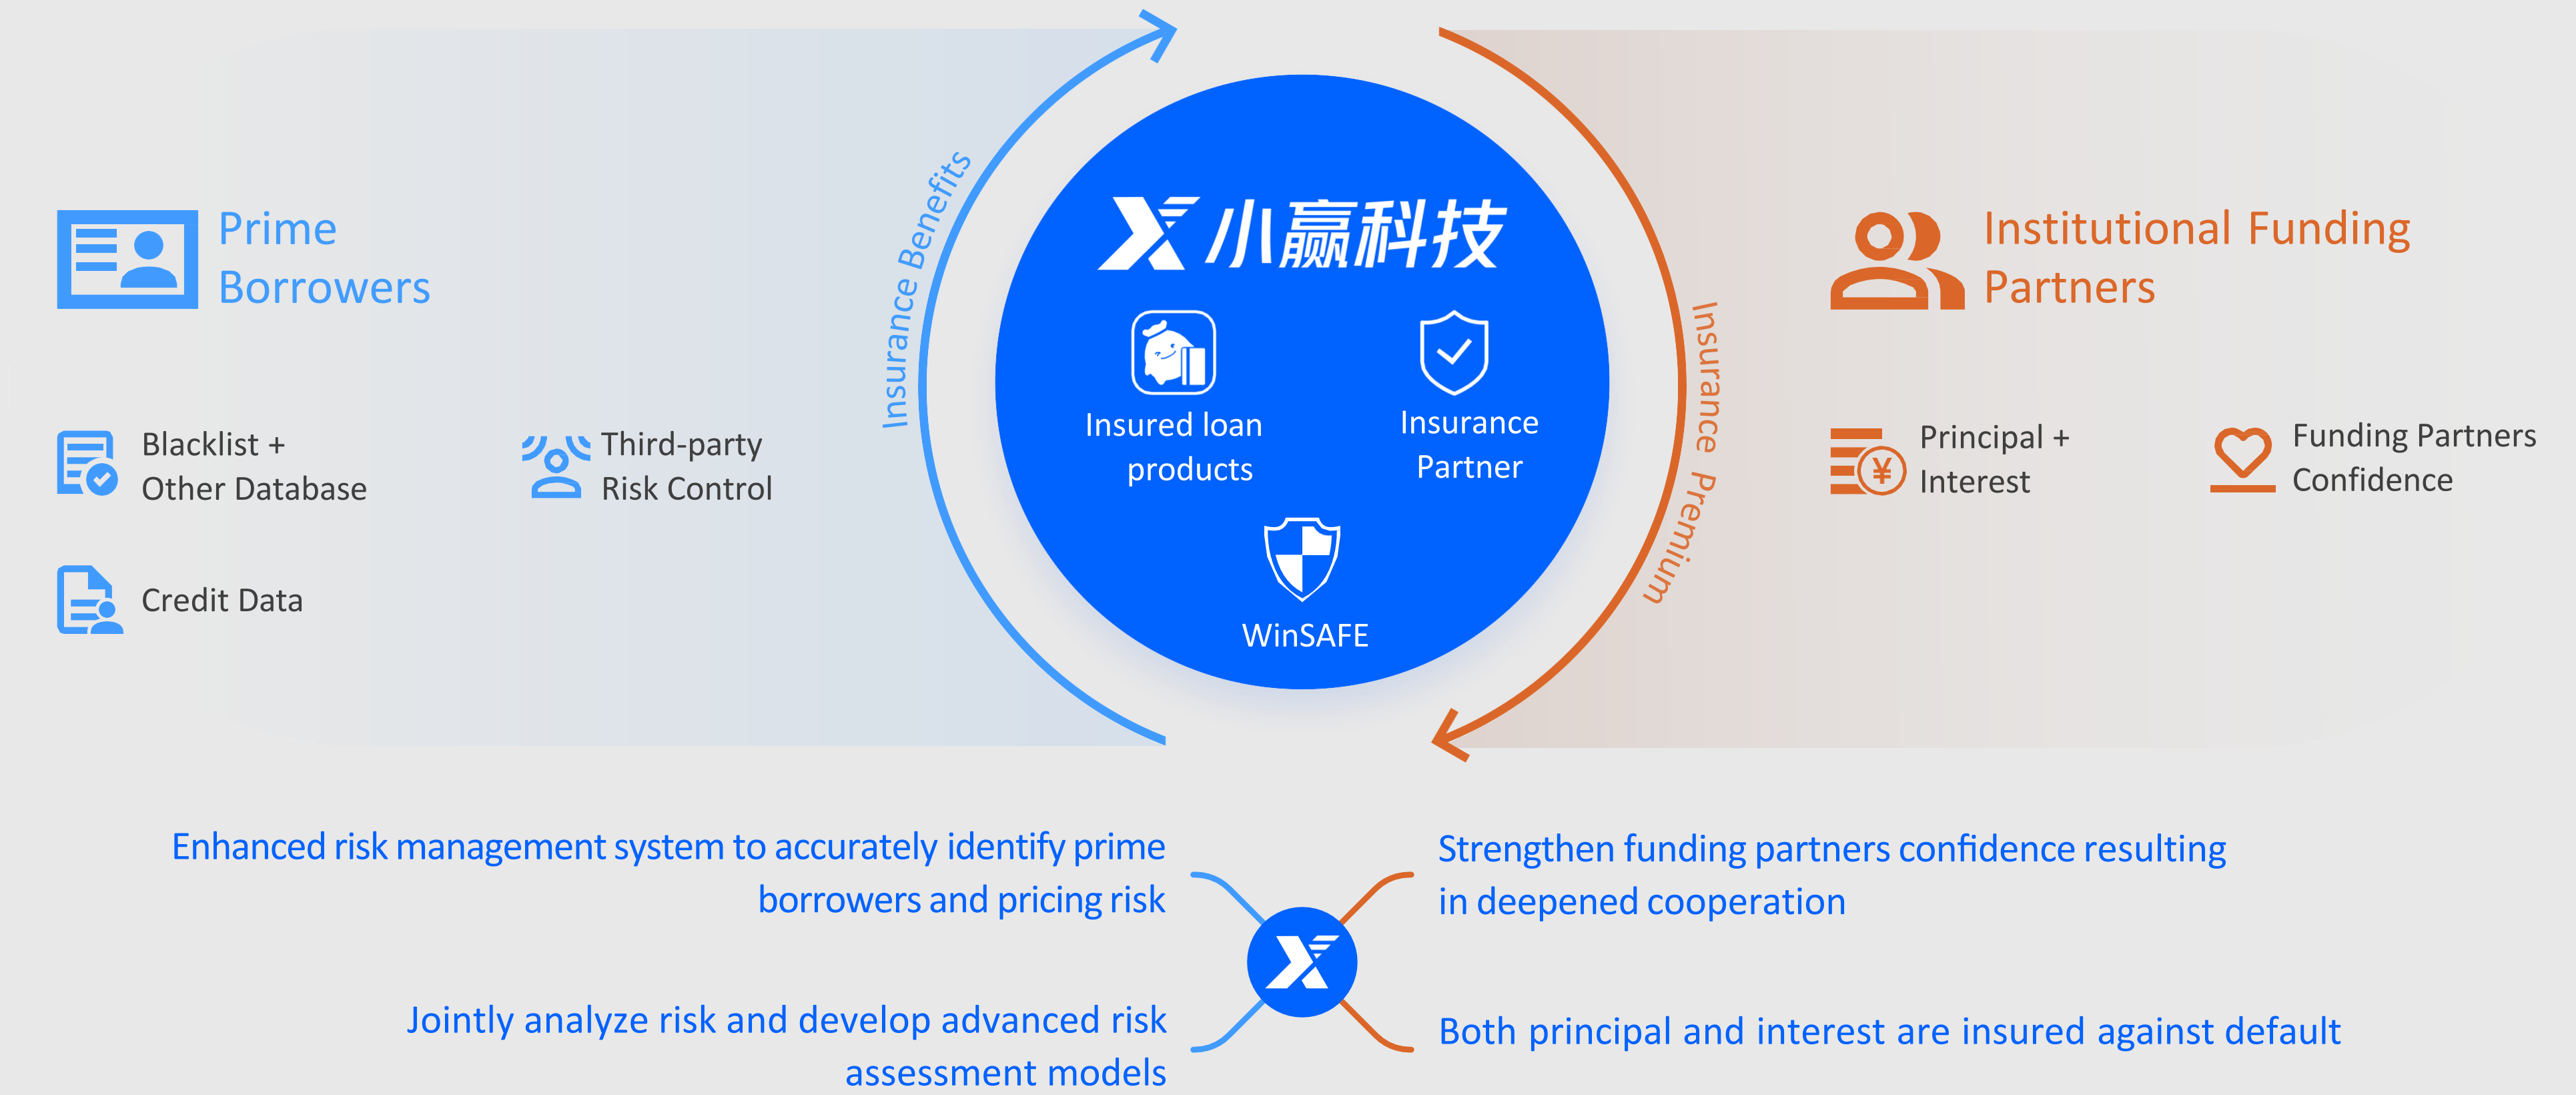 Prime
Borrowers
Blacklist +
Other Database
Third-party
Risk Control
Credit Data
Insurance Benefits
X 小赢科技
Insured loan
products
Insurance
Partner
WinSAFE
Insurance Premium
Institutional Funding
Partners
¥
Principal +
Interest
Funding Partners
Confidence
Enhanced risk management system to accurately identify prime
borrowers and pricing risk
Jointly analyze risk and develop advanced risk
assessment models
X
Strengthen funding partners confidence resulting
in deepened cooperation
Both principal and interest are insured against default